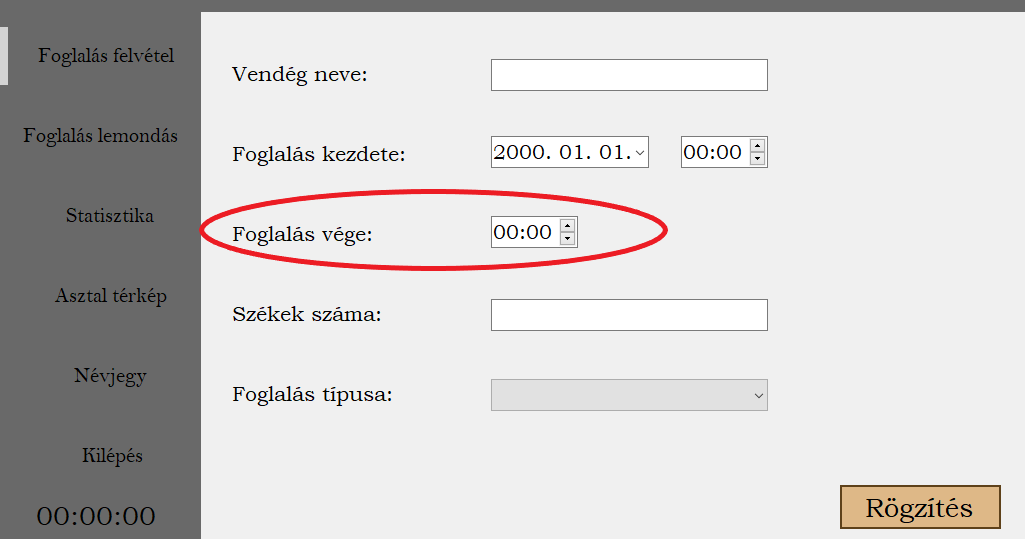 Foglalás felvétel
Foglalás lemondás
Statisztika
Asztal térkép
Névjegy
Kilépés
00:00:00
Vendég neve:
Foglalás kezdete: 2000. 01. 01. 00:00
Foglalás vége: 00:00
Székek száma:
Foglalás típusa:
Rögzítés